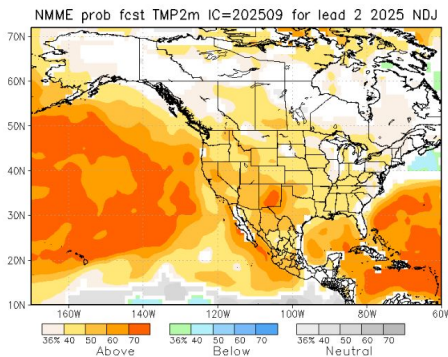 NMME prob fcst TMP2m IC=202509 for lead 2 2025 NDJ
70N
60N
50N
40N
30N
20N
10N
160W 140W 120W 100W 80W 60W
36% 40 50 60 70 36% 40 50 60 70 36% 40 50 60 70
Above Below Neutral